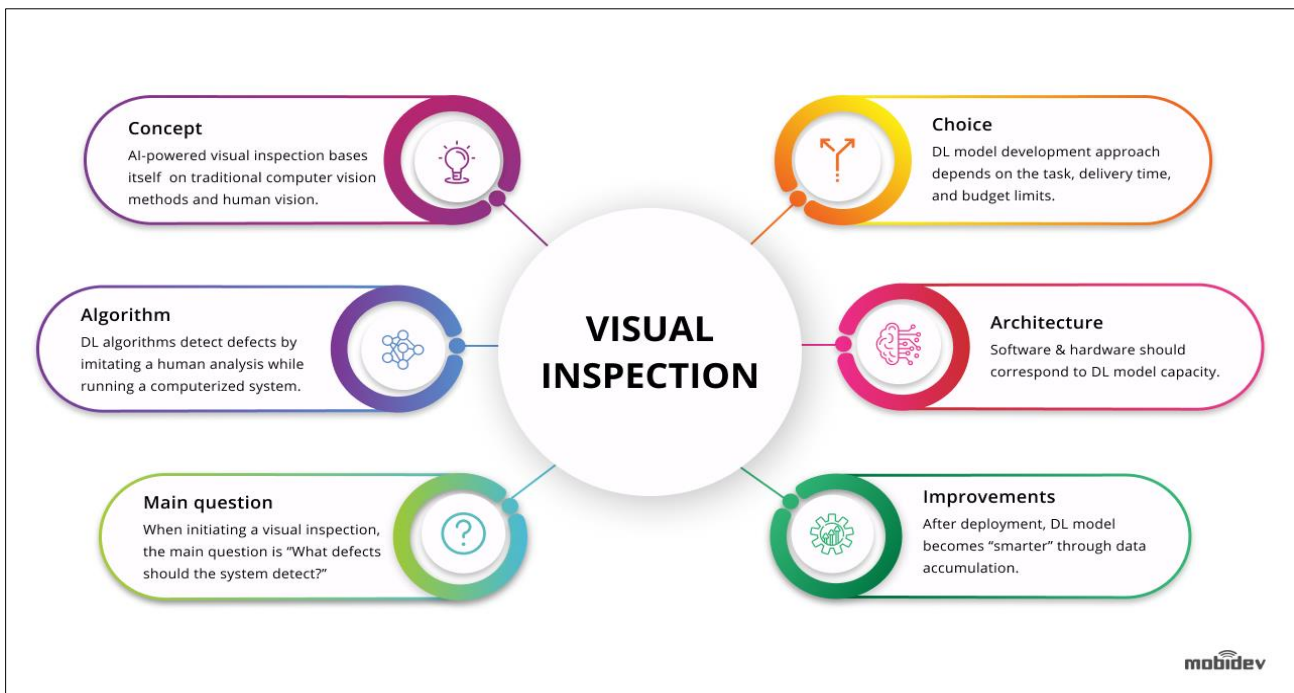 Concept
AI-powered visual inspection bases
itself on traditional computer vision
methods and human vision.
Algorithm
DL algorithms detect defects by
imitating a human analysis while
running a computerized system.
Main question
When initiating a visual inspection,
the main question is “What defects
should the system detect?”
VISUAL
INSPECTION
Choice
DL model development approach
depends on the task, delivery time,
and budget limits.
Architecture
Software & hardware should
correspond to DL model capacity.
Improvements
After deployment, DL model
becomes “smarter” through data
accumulation.
mobidev